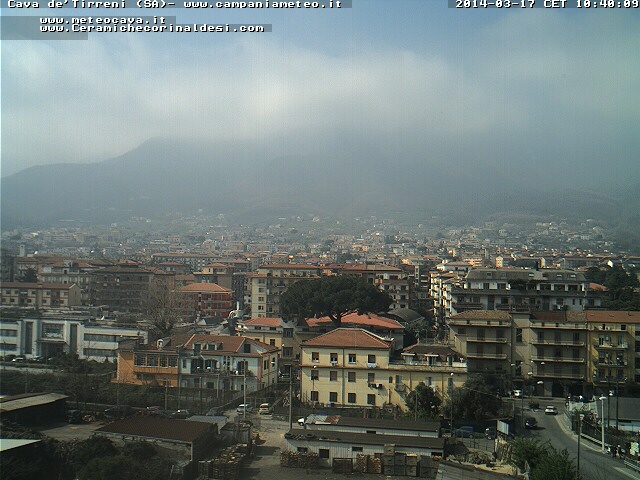 Cava de'Tirreni (SA)- www.campaniameteo.it 2014-03-17 CET 10:40:09
www.meteocava.it
www.Ceramichecorinaldesi.com